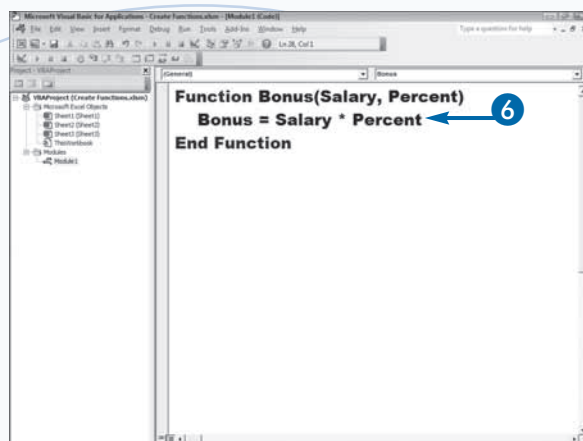 Microsoft Visual Basic for Applications - Create Functions.xlsm - [Module1 (Code)]
File Edit View Insert Format Debug Run Tools Add-Ins Window Help Type a question for help
Ln 28, Col 1
Project - VBAProject
(General) Bonus
VBAProject (Create Functions.xlsm)
Microsoft Excel Objects
Sheet1 (Sheet1)
Sheet2 (Sheet2)
Sheet3 (Sheet3)
ThisWorkbook
Modules
Module1
Function Bonus(Salary, Percent)
Bonus = Salary * Percent
6
End Function